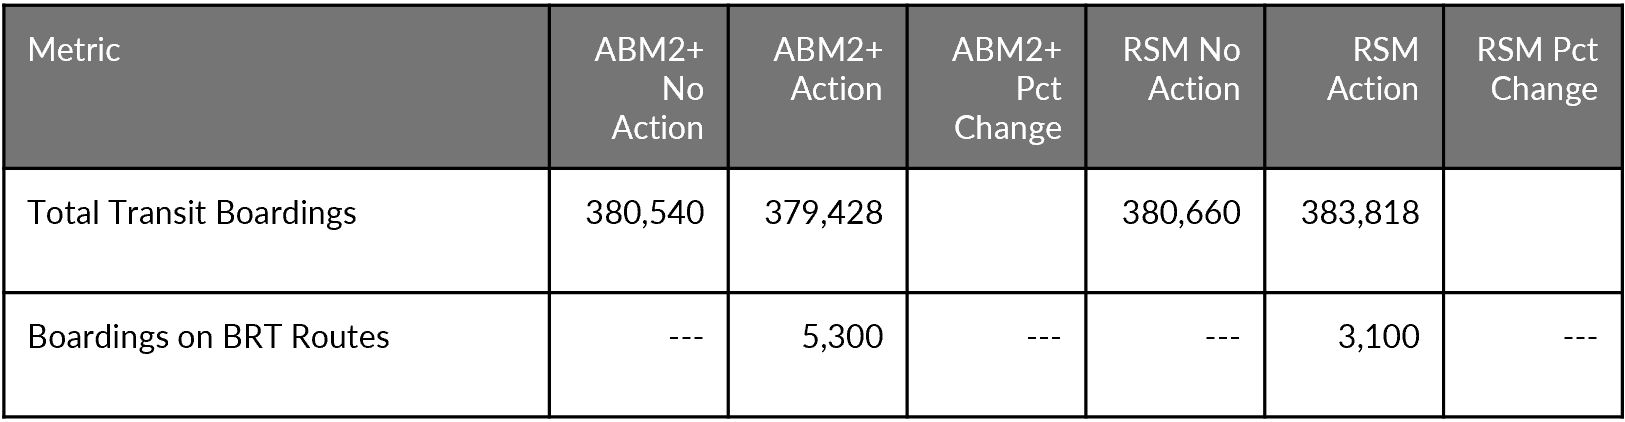 Metric ABM2+ No Action ABM2+ Action ABM2+ Pct Change RSM No Action RSM Action RSM Pct Change
Total Transit Boardings 380,540 379,428 380,660 383,818
Boardings on BRT Routes --- 5,300 --- --- 3,100 ---